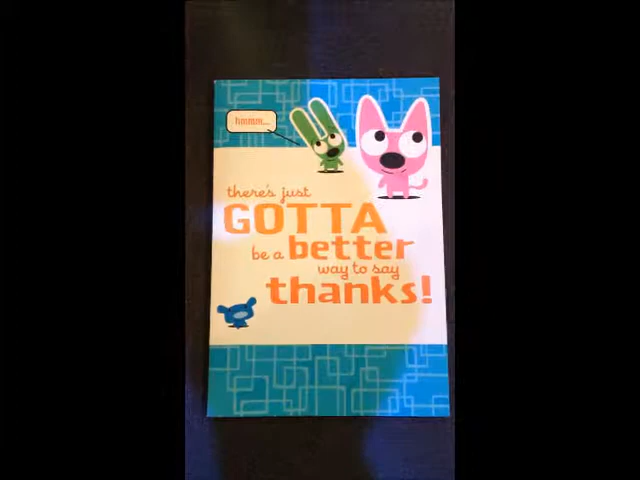 hmmm...
there's just
GOTTA
be a better
way to say
thanks!